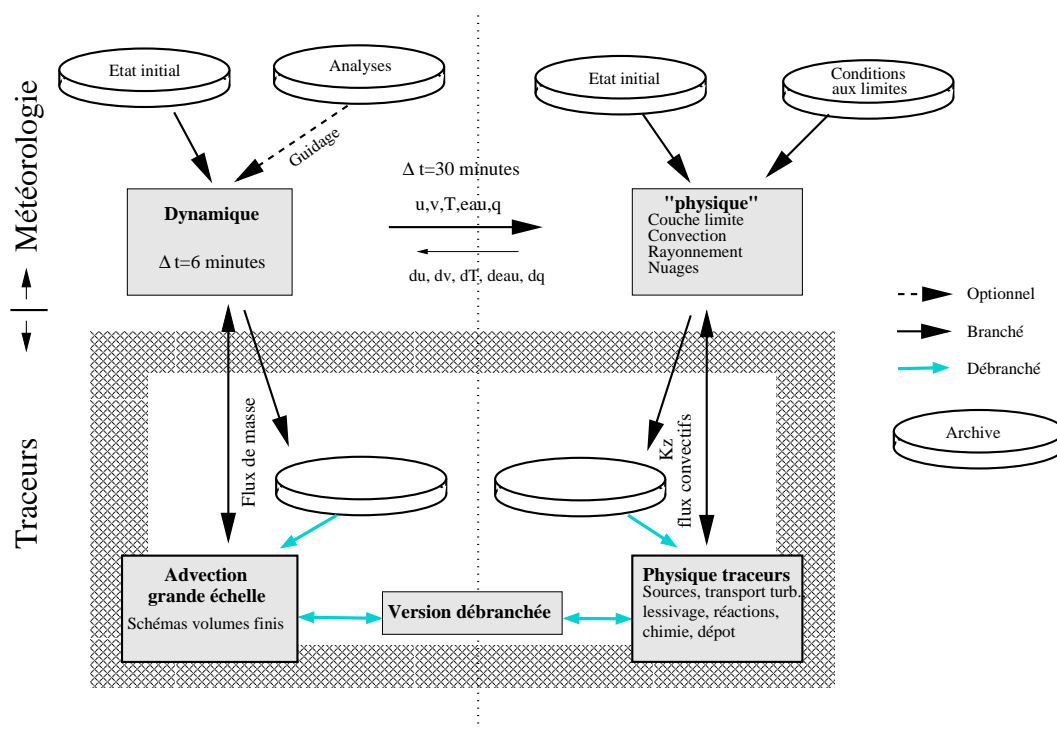 Etat initial
Analyses
Etat initial
Conditions
aux limites
Guidage
Météorologie
Traceurs
Dynamique
Δ t=6 minutes
Δ t=30 minutes
u,v,T,eau,q
du, dv, dT, deau, dq
"physique"
Couche limite
Convection
Rayonnement
Nuages
Optionnel
Branché
Débranché
Archive
Flux de masse
Kz
flux convectifs
Advection
grande échelle
Schémas volumes finis
Version débranchée
Physique traceurs
Sources, transport turb.,
lessivage, réactions,
chimie, dépot